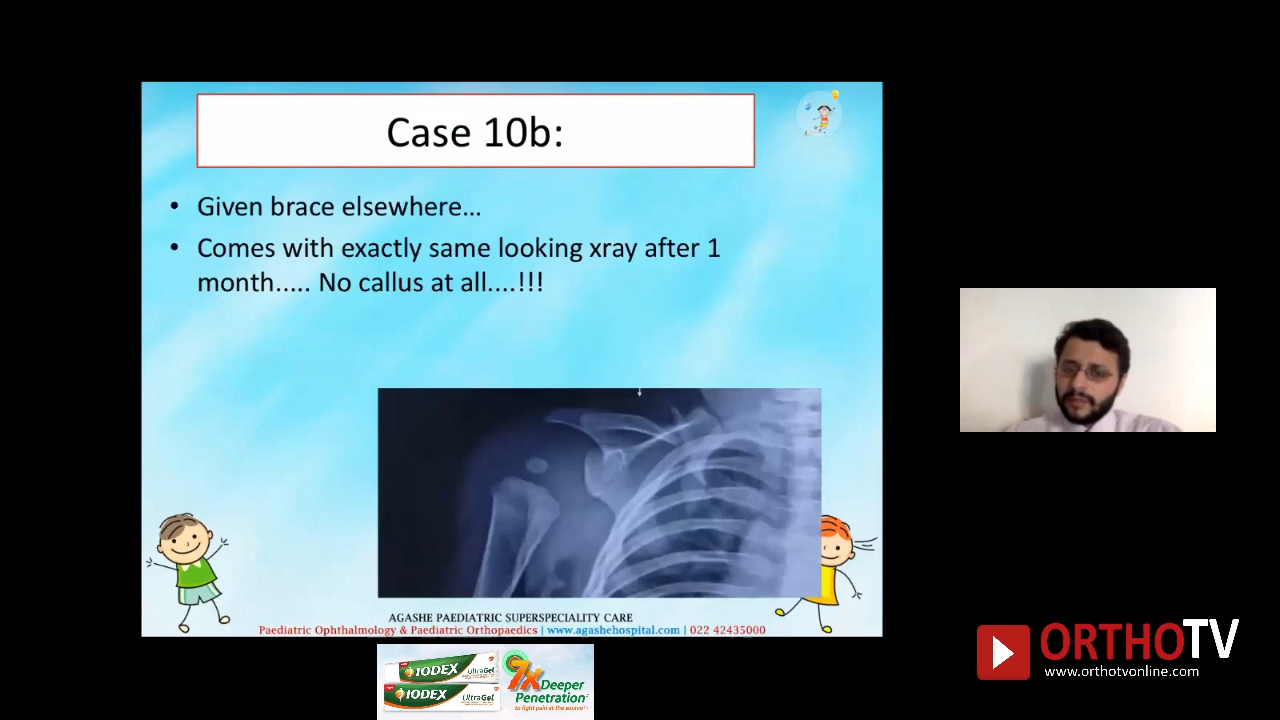 Case 10b:
• Given brace elsewhere...
• Comes with exactly same looking xray after 1
month..... No callus at all....!!!
AGASHE PAEDIATRIC SUPERSPECIALITY CARE
Paediatric Ophthalmology & Paediatric Orthopaedics | www.agashehospital.com | 022 42435000
IODEX UltraGel
IODEX UltraGel
7X Deeper
Penetration
to fight pain at the source
ORTHOTV
www.orthotvonline.com